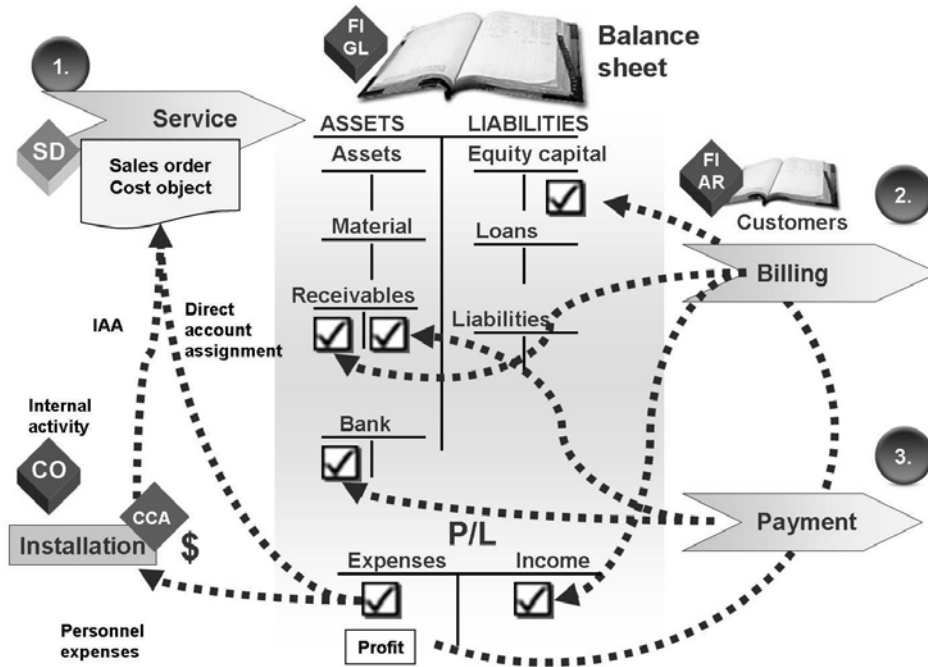 FI
GL
Balance
sheet
1.
Service
SD
Sales order
Cost object
ASSETS
LIABILITIES
Assets
Equity capital
FI
AR
2.
Customers
Material
Loans
Billing
Receivables
Liabilities
IAA
Direct
account
assignment
Internal
activity
CO
Bank
3.
CCA
Installation
$
Payment
P/L
Expenses
Income
Personnel
expenses
Profit